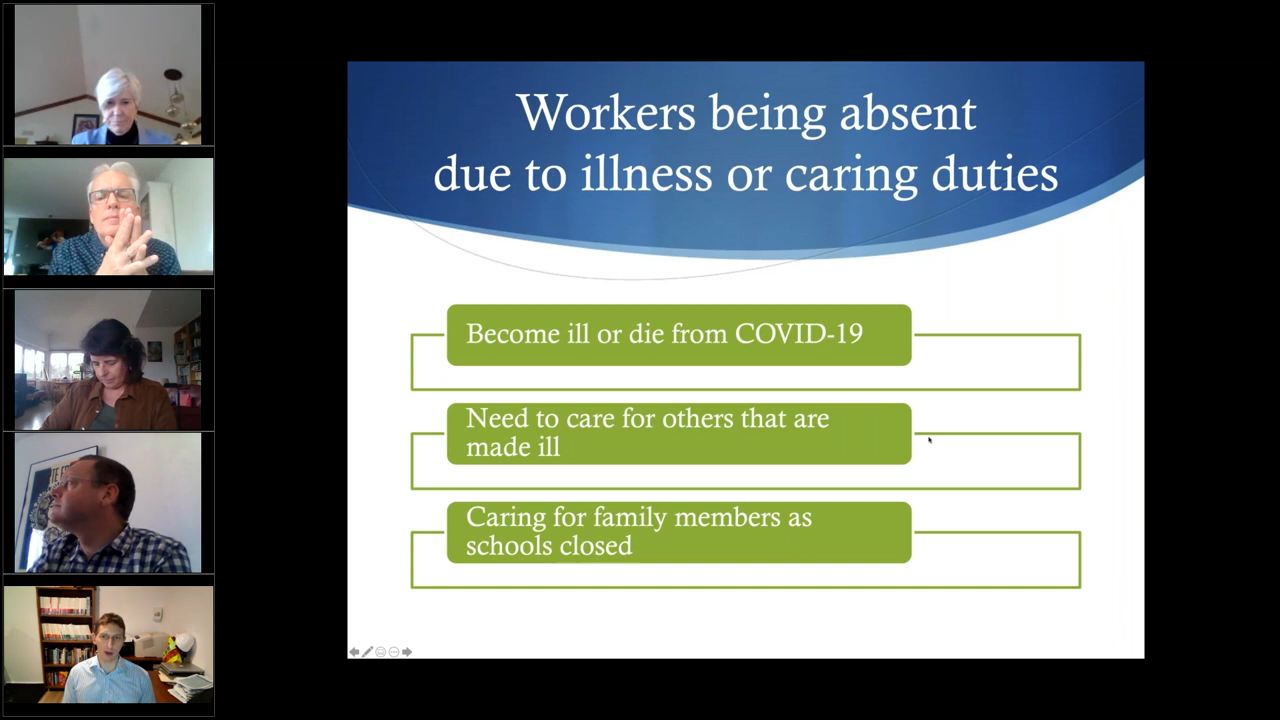 Workers being absent
due to illness or caring duties
Become ill or die from COVID-19
Need to care for others that are
made ill
Caring for family members as
schools closed